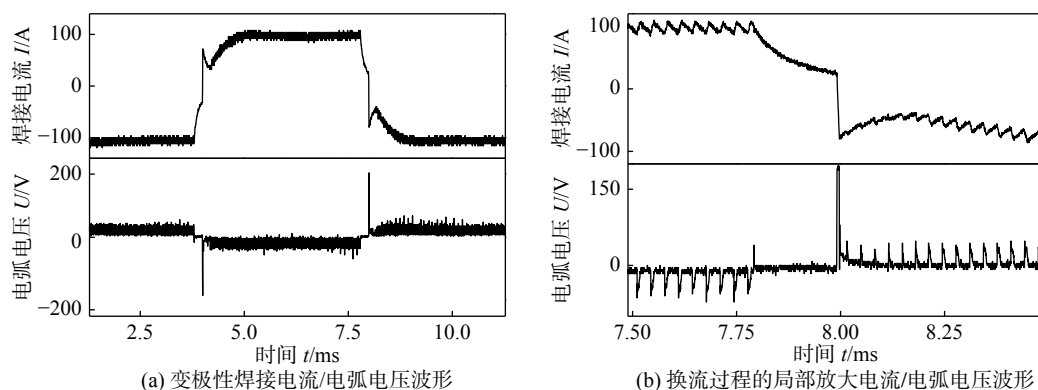 焊接电流 I/A
100
0
−100
电弧电压 U/V
200
0
−200
2.5 5.0 7.5 10.0
时间 t/ms
(a) 变极性焊接电流/电弧电压波形
焊接电流 I/A
100
0
−100
电弧电压 U/V
150
0
7.50 7.75 8.00 8.25
时间 t/ms
(b) 换流过程的局部放大电流/电弧电压波形